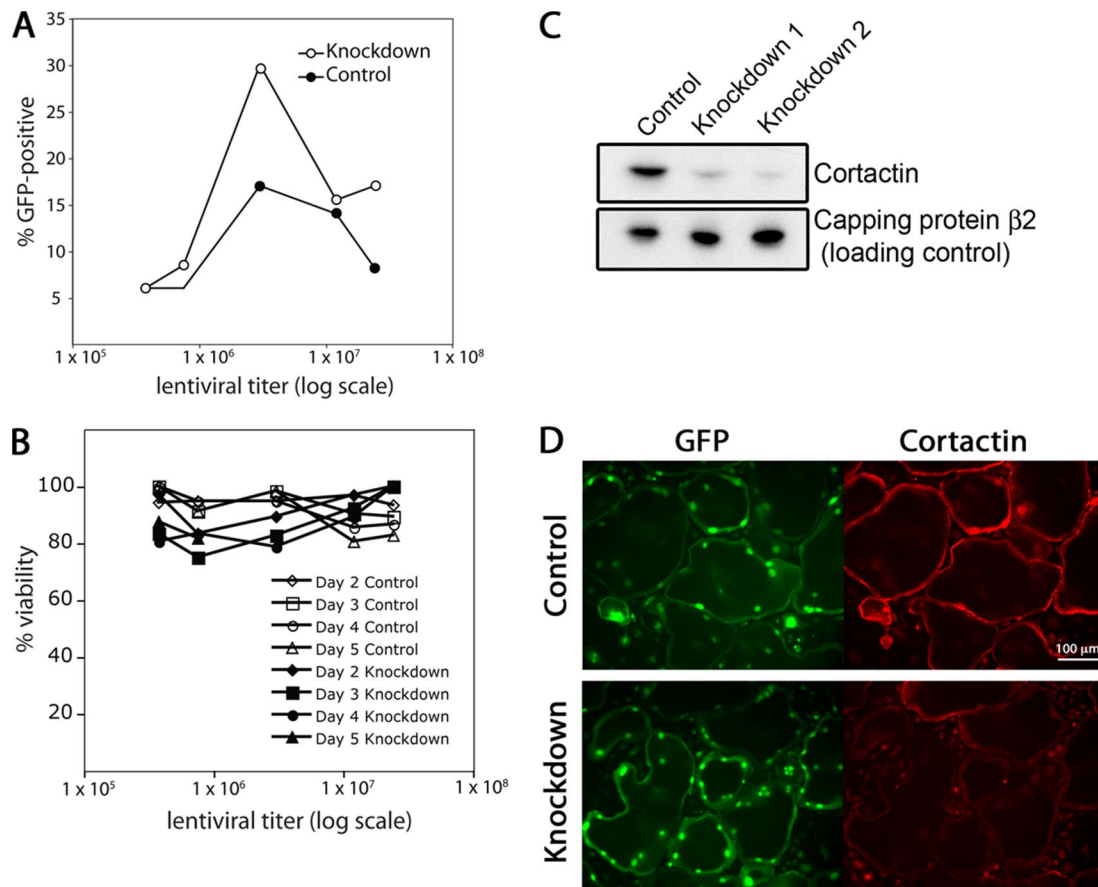 A
35
30
25
20
15
10
5
% GFP-positive
Knockdown
Control
1 x 10⁵
1 x 10⁶
1 x 10⁷
1 x 10⁸
lentiviral titer (log scale)
B
100
80
60
40
20
% viability
Day 2 Control
Day 3 Control
Day 4 Control
Day 5 Control
Day 2 Knockdown
Day 3 Knockdown
Day 4 Knockdown
Day 5 Knockdown
1 x 10⁵
1 x 10⁶
1 x 10⁷
1 x 10⁸
lentiviral titer (log scale)
C
Control
Knockdown 1
Knockdown 2
Cortactin
Capping protein β2
(loading control)
D
GFP
Cortactin
Control
100 μm
Knockdown